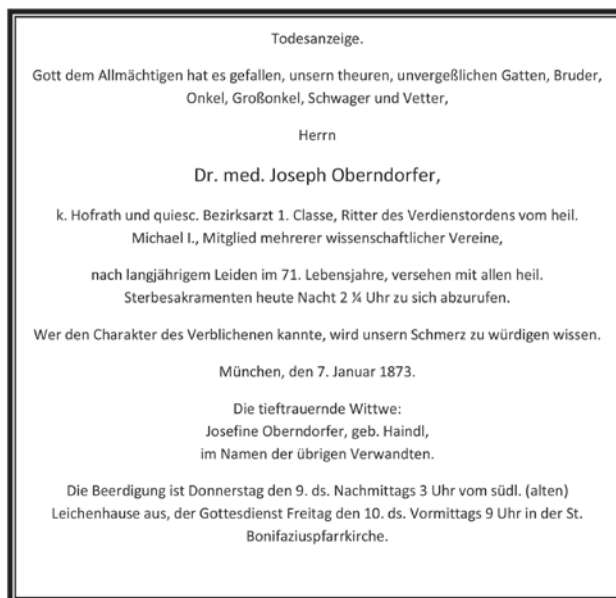 Todesanzeige.
Gott dem Allmächtigen hat es gefallen, unsern theuren, unvergeßlichen Gatten, Bruder,
Onkel, Großonkel, Schwager und Vetter,
Herrn
Dr. med. Joseph Oberndorfer,
k. Hofrath und quiesc. Bezirksarzt 1. Classe, Ritter des Verdienstordens vom heil.
Michael I., Mitglied mehrerer wissenschaftlicher Vereine,
nach langjährigem Leiden im 71. Lebensjahre, versehen mit allen heil.
Sterbesakramenten heute Nacht 2 ¼ Uhr zu sich abzurufen.
Wer den Charakter des Verblichenen kannte, wird unsern Schmerz zu würdigen wissen.
München, den 7. Januar 1873.
Die tieftrauernde Wittwe:
Josefine Oberndorfer, geb. Haindl,
im Namen der übrigen Verwandten.
Die Beerdigung ist Donnerstag den 9. ds. Nachmittags 3 Uhr vom südl. (alten)
Leichenhause aus, der Gottesdienst Freitag den 10. ds. Vormittags 9 Uhr in der St.
Bonifaziuspfarrkirche.